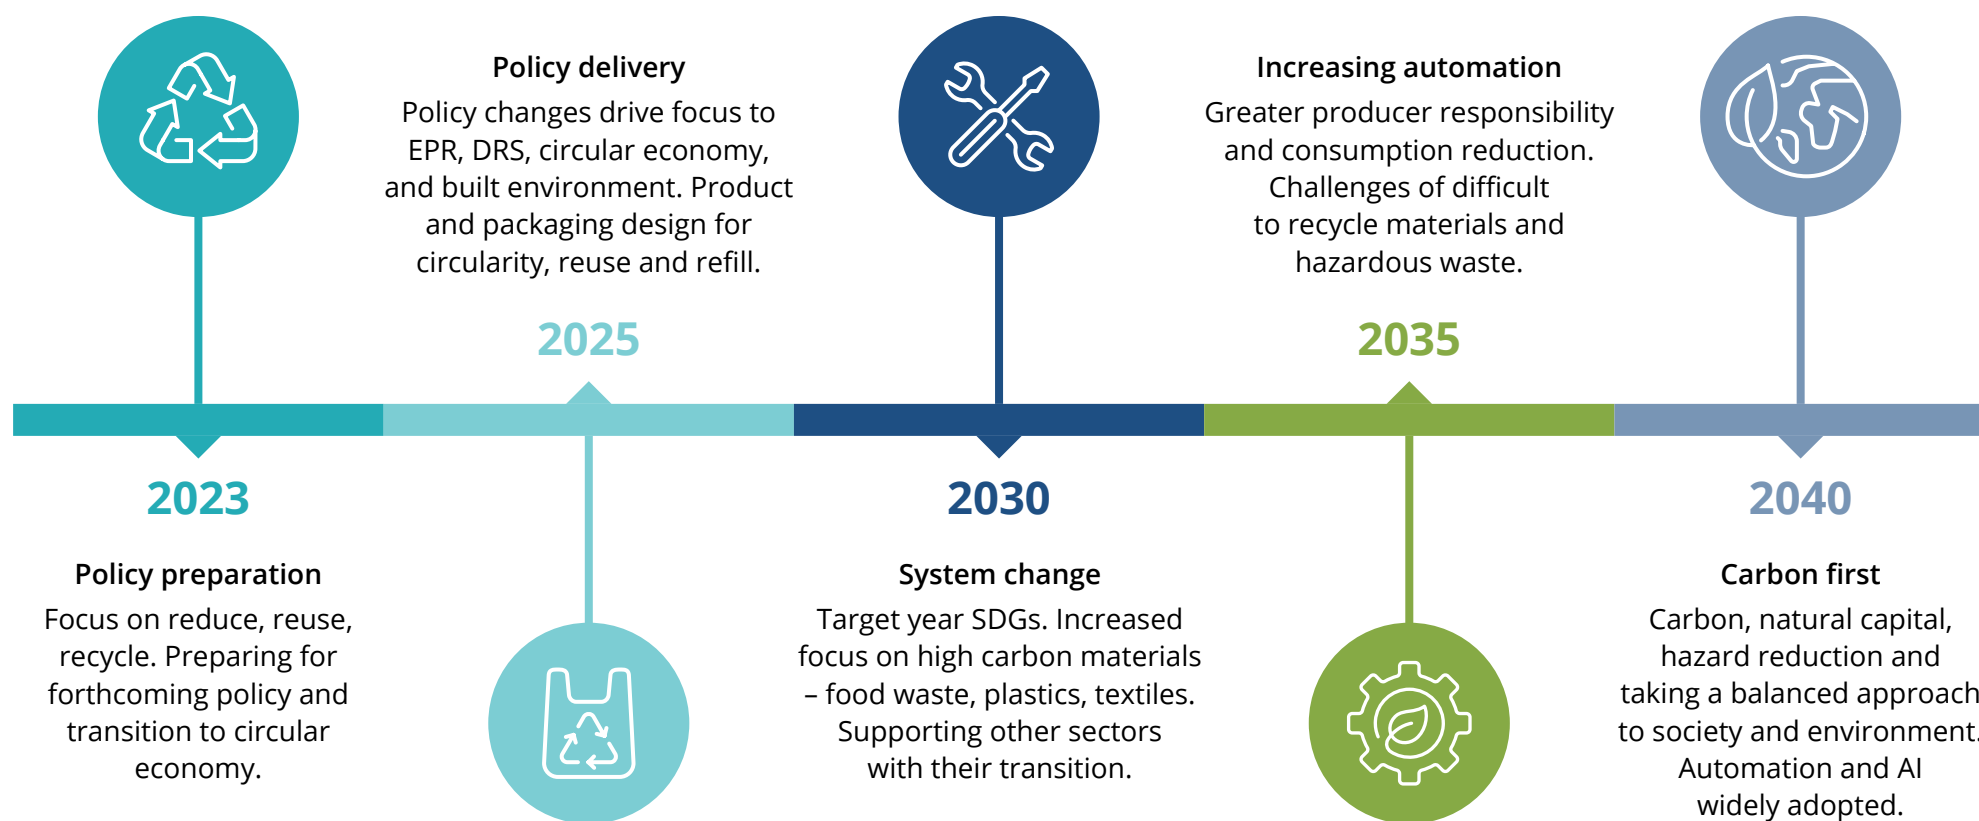 2023
Policy preparation
Focus on reduce, reuse,
recycle. Preparing for
forthcoming policy and
transition to circular
economy.
Policy delivery
Policy changes drive focus to
EPR, DRS, circular economy,
and built environment. Product
and packaging design for
circularity, reuse and refill.
2025
2030
System change
Target year SDGs. Increased
focus on high carbon materials
– food waste, plastics, textiles.
Supporting other sectors
with their transition.
Increasing automation
Greater producer responsibility
and consumption reduction.
Challenges of difficult
to recycle materials and
hazardous waste.
2035
2040
Carbon first
Carbon, natural capital,
hazard reduction and
taking a balanced approach
to society and environment.
Automation and AI
widely adopted.